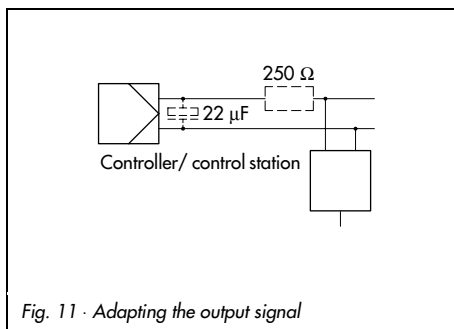 250 Ω
22 µF
Controller/ control station
Fig. 11 · Adapting the output signal